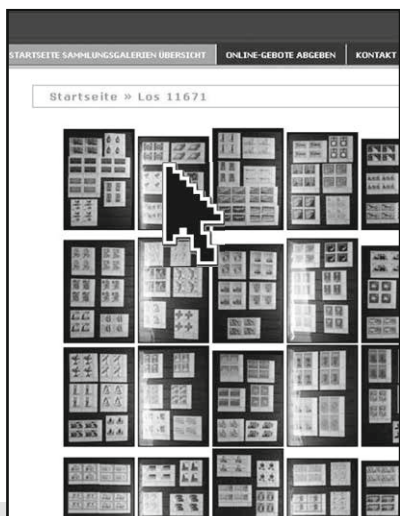 STARTSEITE SAMMLUNGSGALERIEN ÜBERSICHT ONLINE-GEBOTE ABGEBEN KONTAKT
Startseite » Los 11671